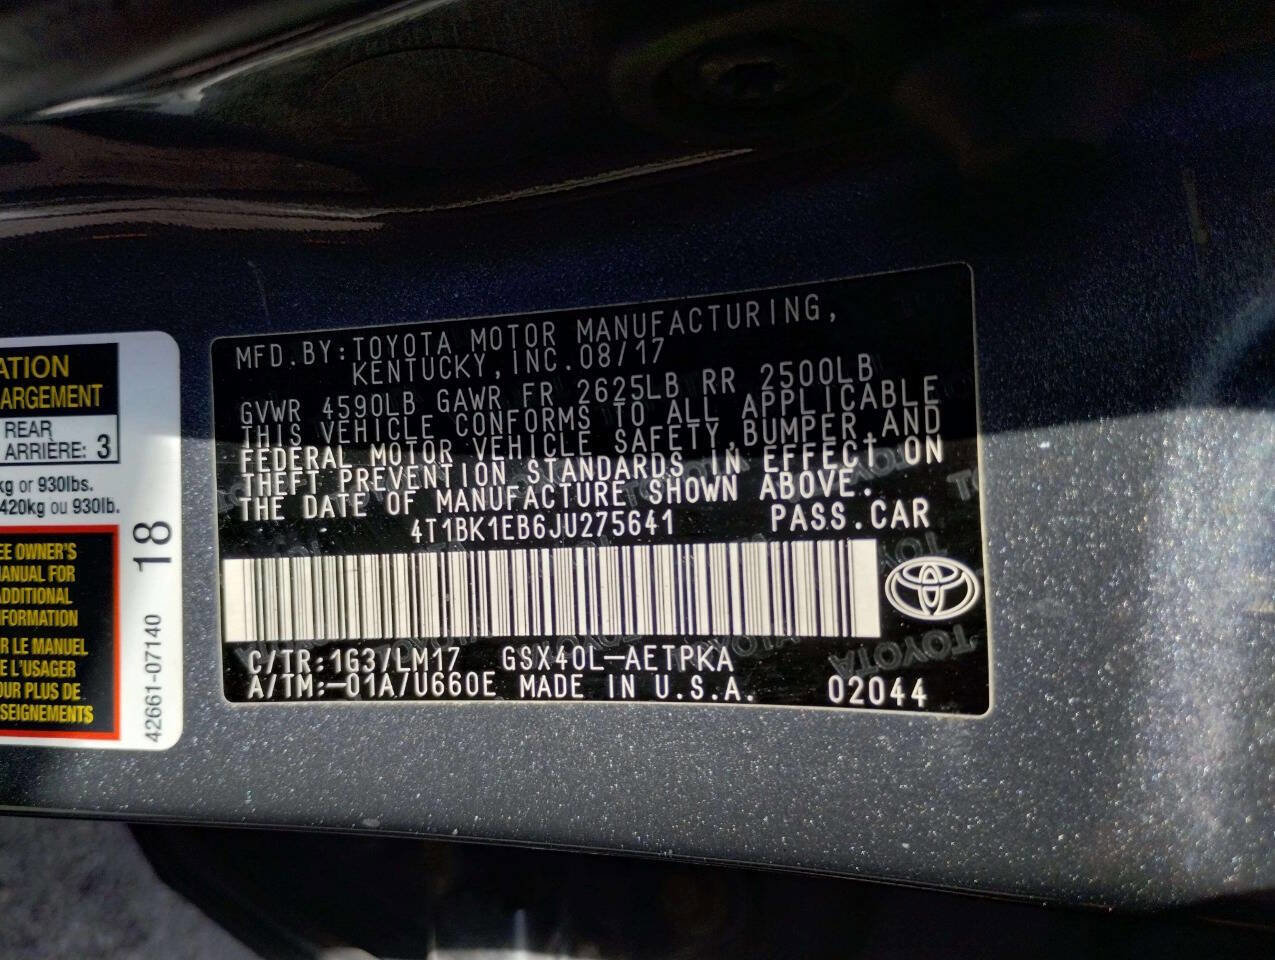 ATION
ARGEMENT
REAR
ARRIÈRE: 3
kg or 930lbs.
420kg ou 930lb.
EE OWNER'S
MANUAL FOR
ADDITIONAL
NFORMATION
R LE MANUEL
E L'USAGER
OUR PLUS DE
SEIGNEMENTS
18
42661-07140
MFD.BY:TOYOTA MOTOR MANUFACTURING,
KENTUCKY,INC.08/17
GVWR 4590LB GAWR FR 2625LB RR 2500LB
THIS VEHICLE CONFORMS TO ALL APPLICABLE
FEDERAL MOTOR VEHICLE SAFETY,BUMPER,AND
THEFT PREVENTION STANDARDS IN EFFECT ON
THE DATE OF MANUFACTURE SHOWN ABOVE.
4T1BK1EB6JU275641 PASS.CAR
C/TR:1G3/LM17 GSX40L-AETPKA
A/TM:-01A/U660E MADE IN U.S.A. 02044
TOYOTA